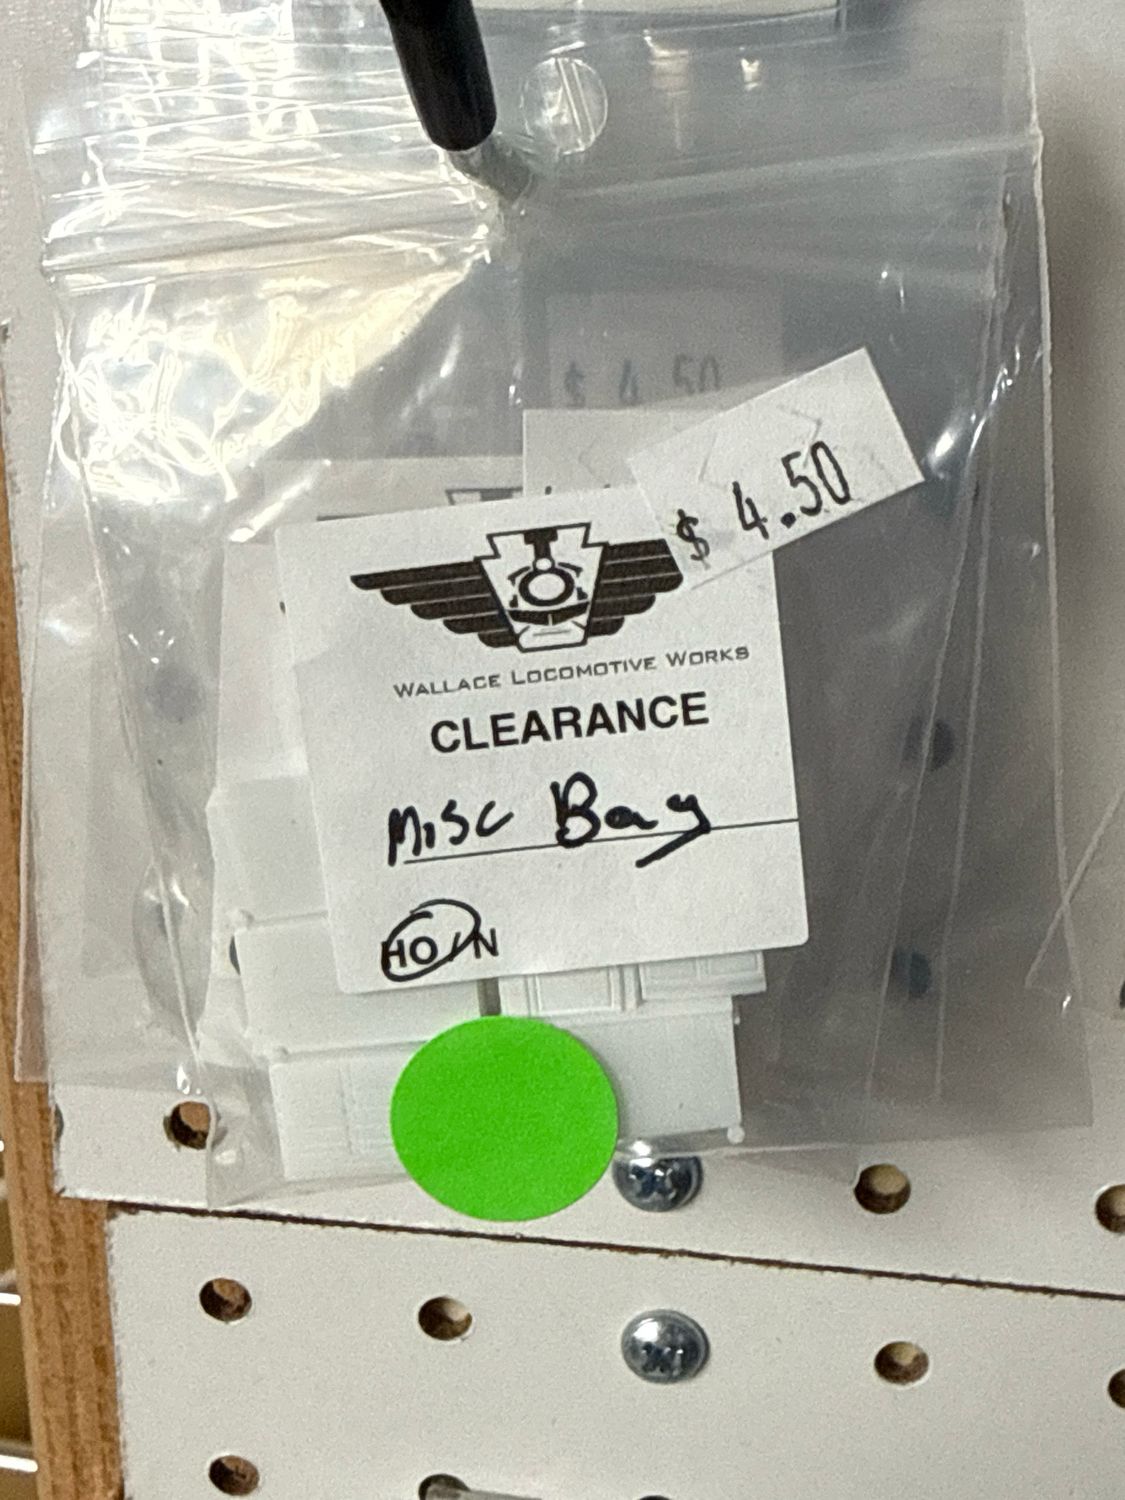 $ 4.50
$ 4.50
WALLACE LOCOMOTIVE WORKS
CLEARANCE
Misc Bag
HO/N